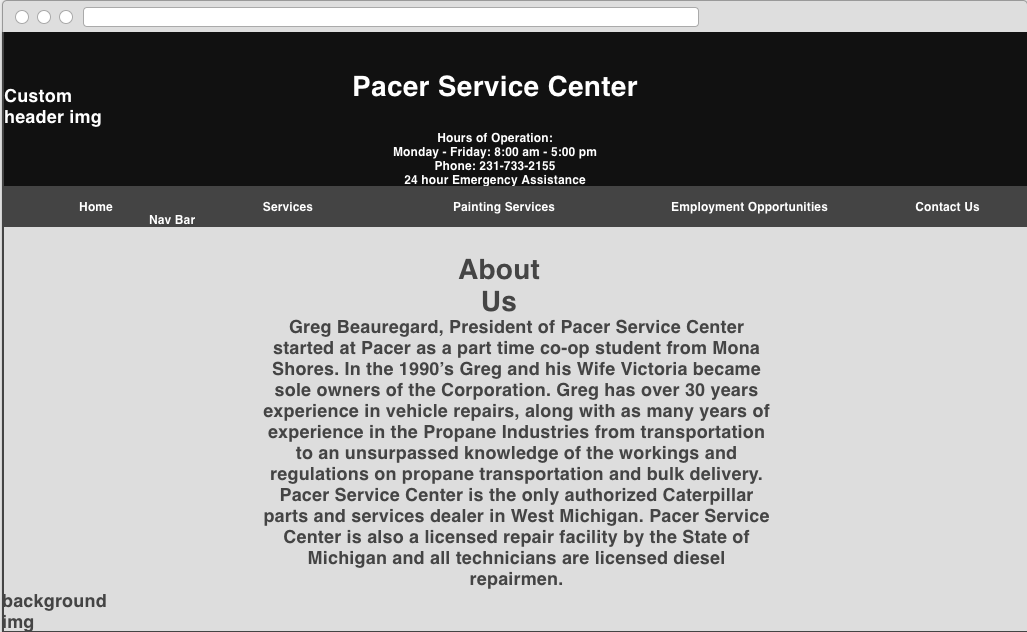 Custom
header img
Pacer Service Center
Hours of Operation:
Monday - Friday: 8:00 am - 5:00 pm
Phone: 231-733-2155
24 hour Emergency Assistance
Home Services Painting Services Employment Opportunities Contact Us
Nav Bar
About
Us
Greg Beauregard, President of Pacer Service Center
started at Pacer as a part time co-op student from Mona
Shores. In the 1990’s Greg and his Wife Victoria became
sole owners of the Corporation. Greg has over 30 years
experience in vehicle repairs, along with as many years of
experience in the Propane Industries from transportation
to an unsurpassed knowledge of the workings and
regulations on propane transportation and bulk delivery.
Pacer Service Center is the only authorized Caterpillar
parts and services dealer in West Michigan. Pacer Service
Center is also a licensed repair facility by the State of
Michigan and all technicians are licensed diesel
repairmen.
background
img